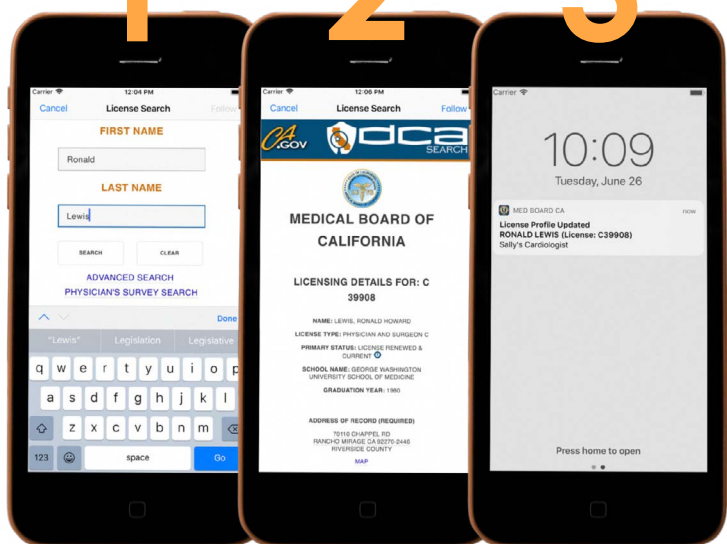 1
2
3
Carrier 12:04 PM
Cancel License Search Follow
FIRST NAME
Ronald
LAST NAME
Lewis
SEARCH CLEAR
ADVANCED SEARCH
PHYSICIAN'S SURVEY SEARCH
Done
"Lewis" Legislation Legislative
q w e r t y u i o p
a s d f g h j k l
z x c v b n m
123 space Go
Carrier 12:06 PM
Cancel License Search Follow
CA.GOV dca
SEARCH
MEDICAL BOARD OF
CALIFORNIA
LICENSING DETAILS FOR: C
39908
NAME: LEWIS, RONALD HOWARD
LICENSE TYPE: PHYSICIAN AND SURGEON C
PRIMARY STATUS: LICENSE RENEWED &
CURRENT
SCHOOL NAME: GEORGE WASHINGTON
UNIVERSITY SCHOOL OF MEDICINE
GRADUATION YEAR: 1980
ADDRESS OF RECORD (REQUIRED)
70110 CHAPPEL RD
RANCHO MIRAGE CA 92270-2446
RIVERSIDE COUNTY
MAP
Carrier
10:09
Tuesday, June 26
MED BOARD CA now
License Profile Updated
RONALD LEWIS (License: C39908)
Sally's Cardiologist
Press home to open